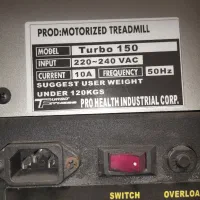 PROD:MOTORIZED TREADMILL
MODEL Turbo 150
INPUT 220~240 VAC
CURRENT 10A FREQUENCY 50Hz
SUGGEST USER WEIGHT
UNDER 120KGS
PRO HEALTH INDUSTRIAL CORP.
SWITCH OVERLOA